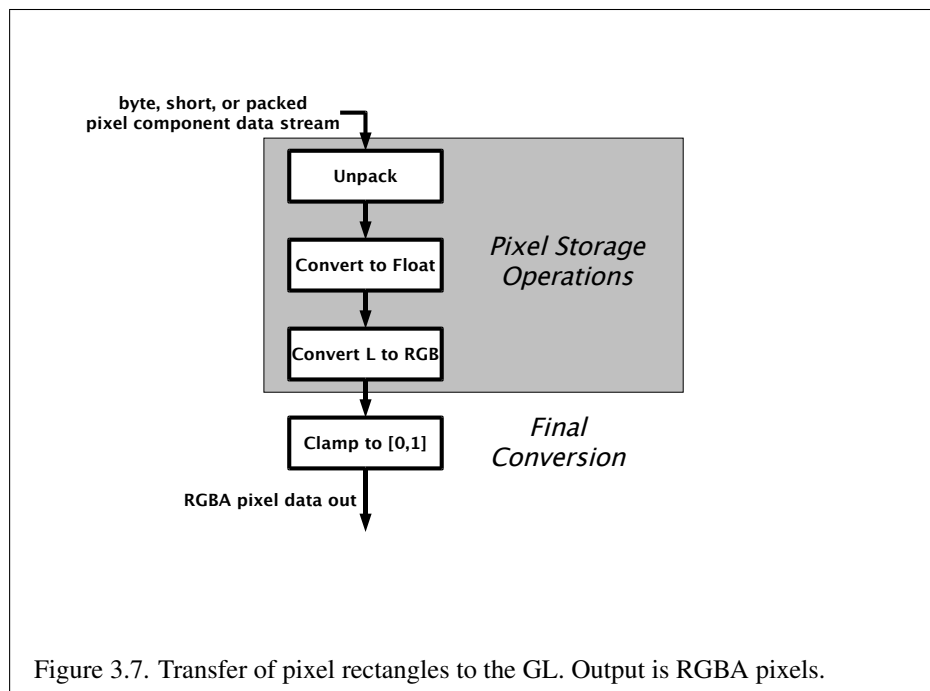 byte, short, or packed
pixel component data stream
Unpack
Convert to Float
Pixel Storage
Operations
Convert L to RGB
Clamp to [0,1]
Final
Conversion
RGBA pixel data out
Figure 3.7. Transfer of pixel rectangles to the GL. Output is RGBA pixels.